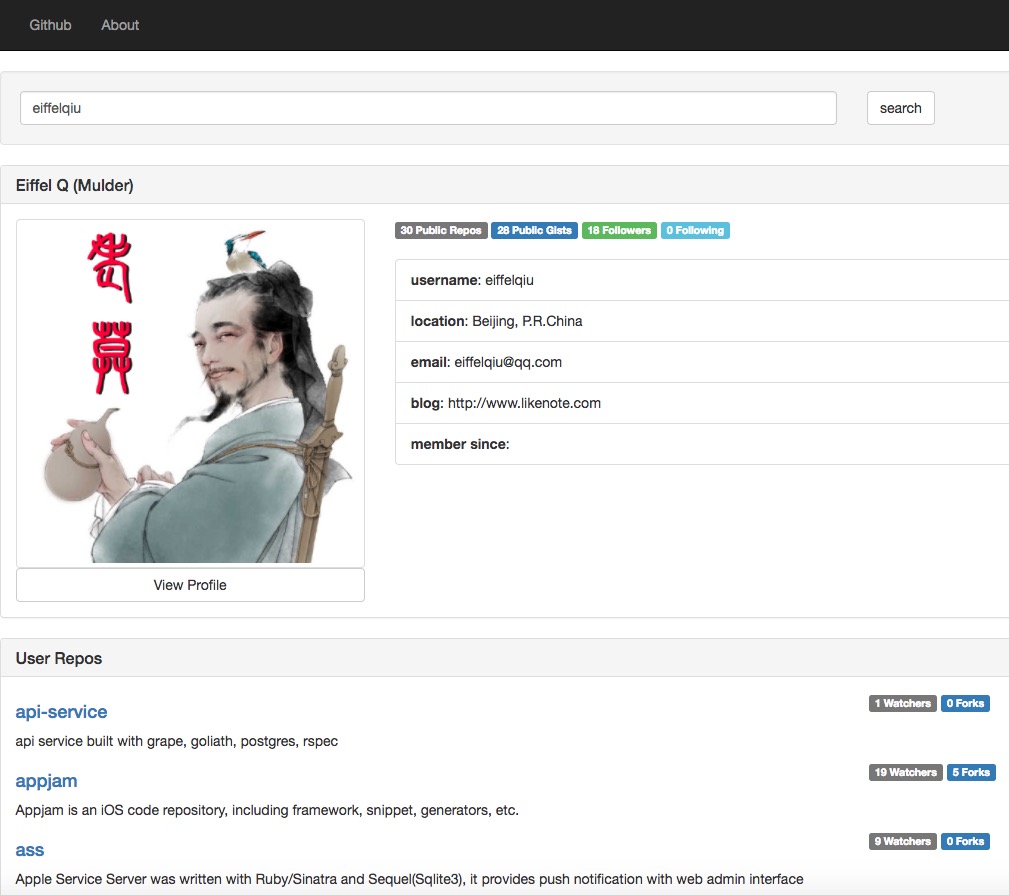 Github About
eiffelqiu
search
Eiffel Q (Mulder)
30 Public Repos 28 Public Gists 18 Followers 0 Following
username: eiffelqiu
location: Beijing, P.R.China
email: eiffelqiu@qq.com
blog: http://www.likenote.com
member since:
View Profile
User Repos
api-service
1 Watchers 0 Forks
api service built with grape, goliath, postgres, rspec
appjam
19 Watchers 5 Forks
Appjam is an iOS code repository, including framework, snippet, generators, etc.
ass
9 Watchers 0 Forks
Apple Service Server was written with Ruby/Sinatra and Sequel(Sqlite3), it provides push notification with web admin interface